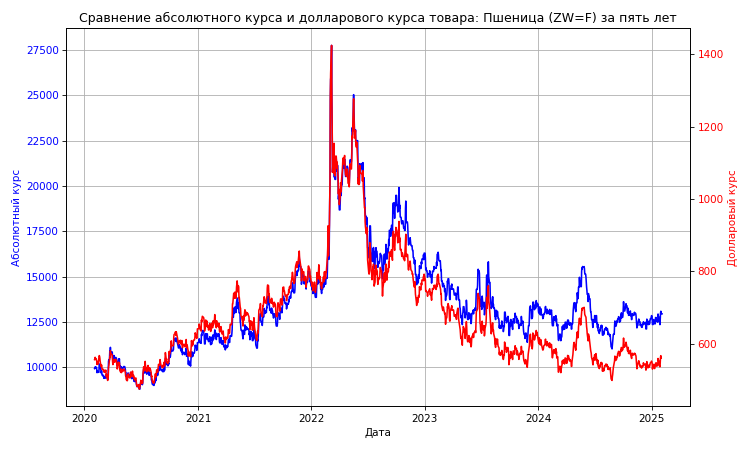 Сравнение абсолютного курса и долларового курса товара: Пшеница (ZW=F) за пять лет
27500
25000
22500
20000
17500
15000
12500
10000
Абсолютный курс
1400
1200
1000
800
600
Долларовый курс
2020 2021 2022 2023 2024 2025
Дата